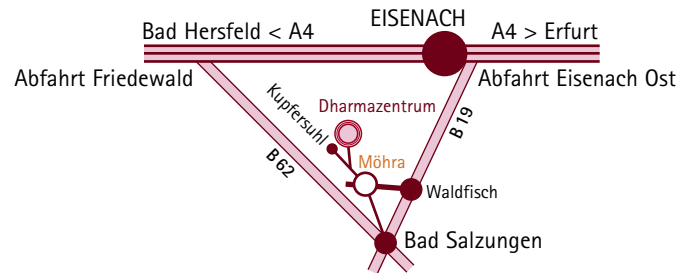 EISENACH
Bad Hersfeld < A4
A4 > Erfurt
Abfahrt Friedewald
Abfahrt Eisenach Ost
Kupfersuhl
Dharmazentrum
B 19
B 62
Möhra
Waldfisch
Bad Salzungen